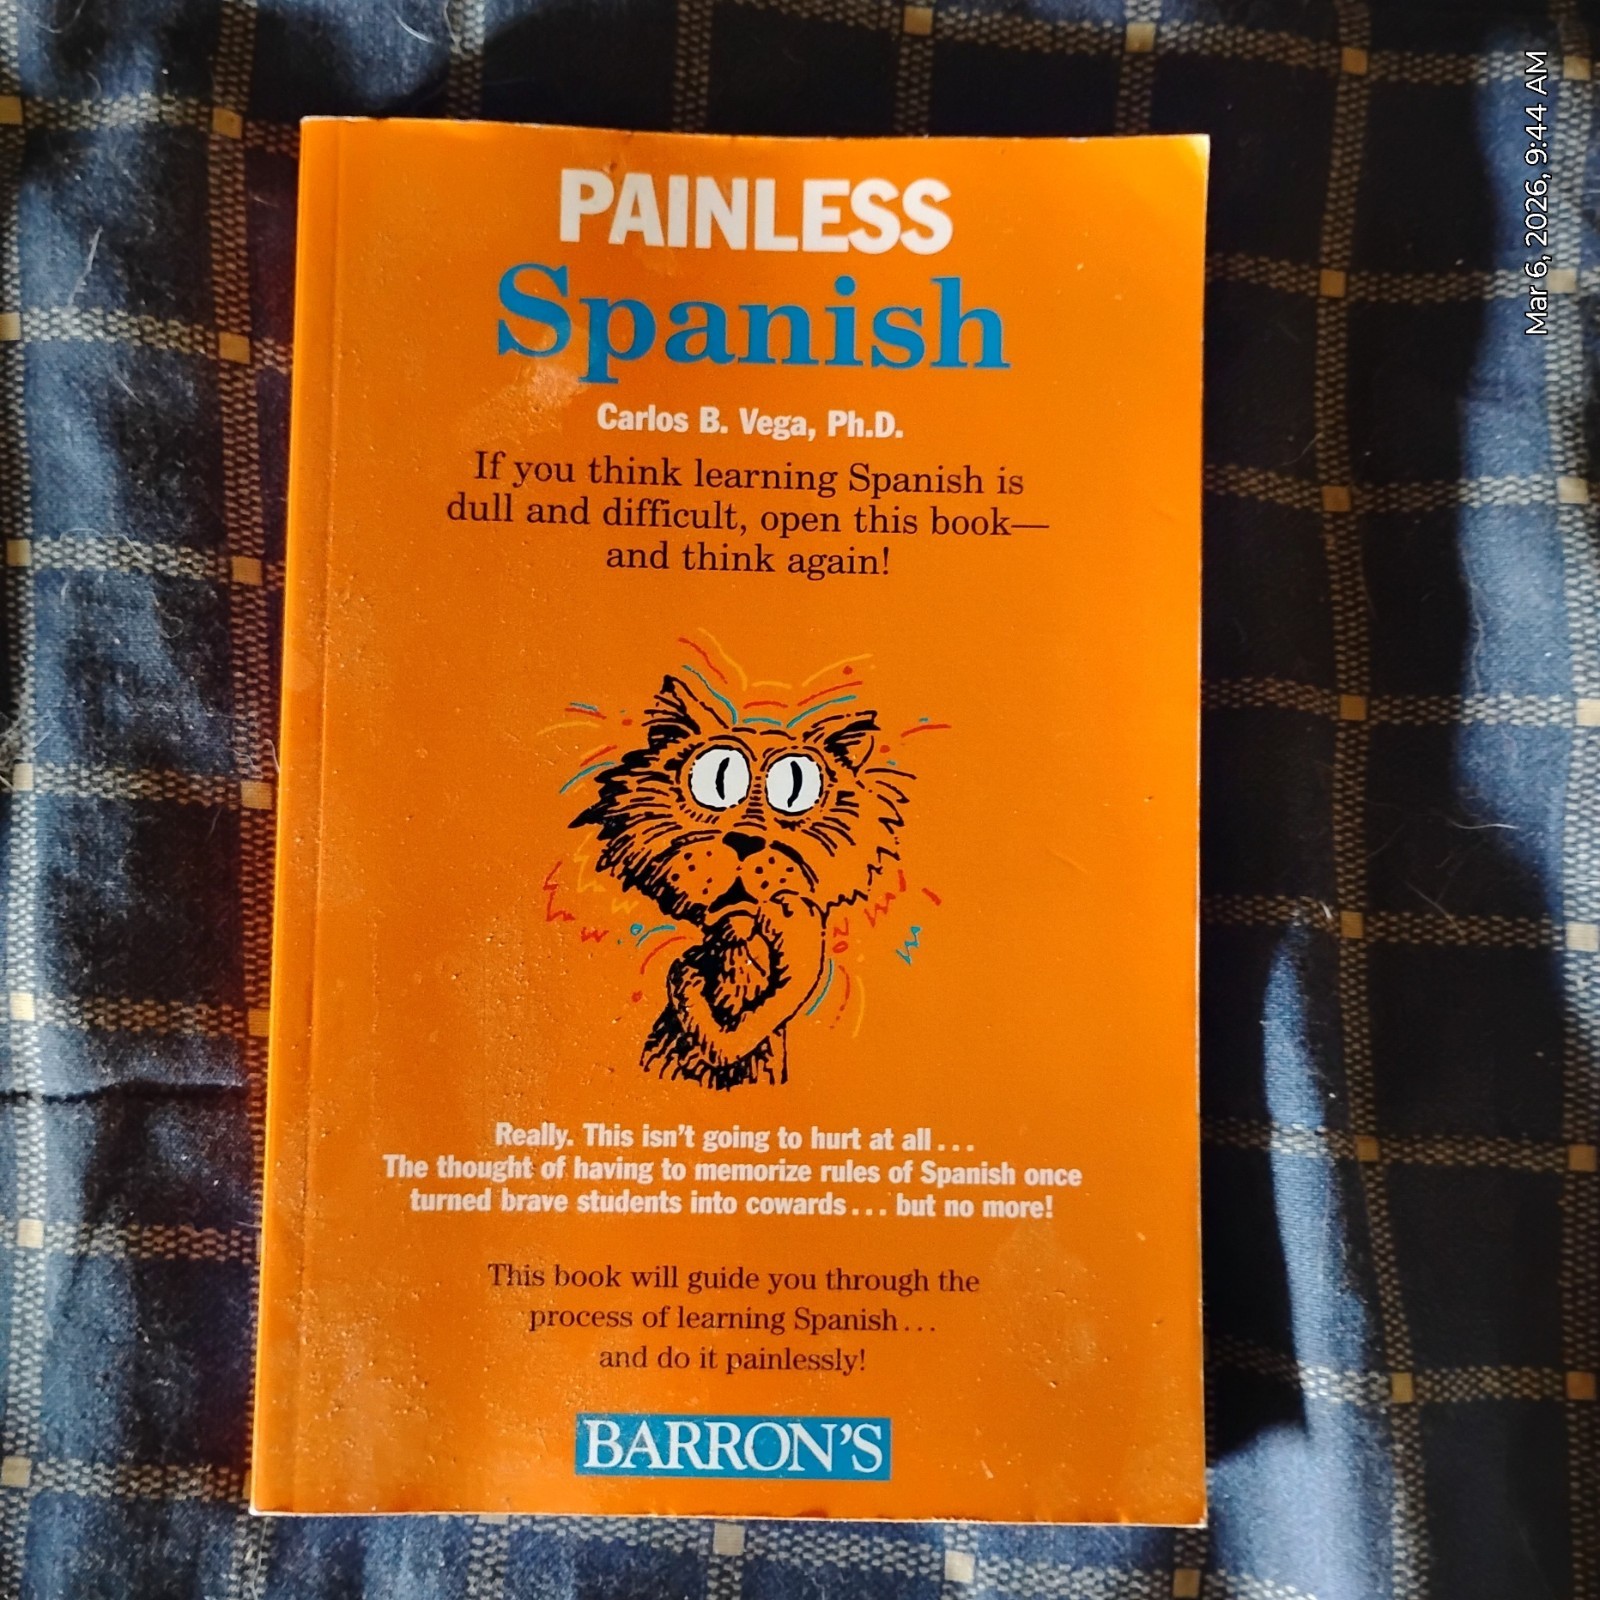 PAINLESS
Spanish
Carlos B. Vega, Ph.D.
If you think learning Spanish is
dull and difficult, open this book—
and think again!
Really. This isn't going to hurt at all...
The thought of having to memorize rules of Spanish once
turned brave students into cowards... but no more!
This book will guide you through the
process of learning Spanish...
and do it painlessly!
BARRON'S
Mar 6, 2026, 9:44 AM